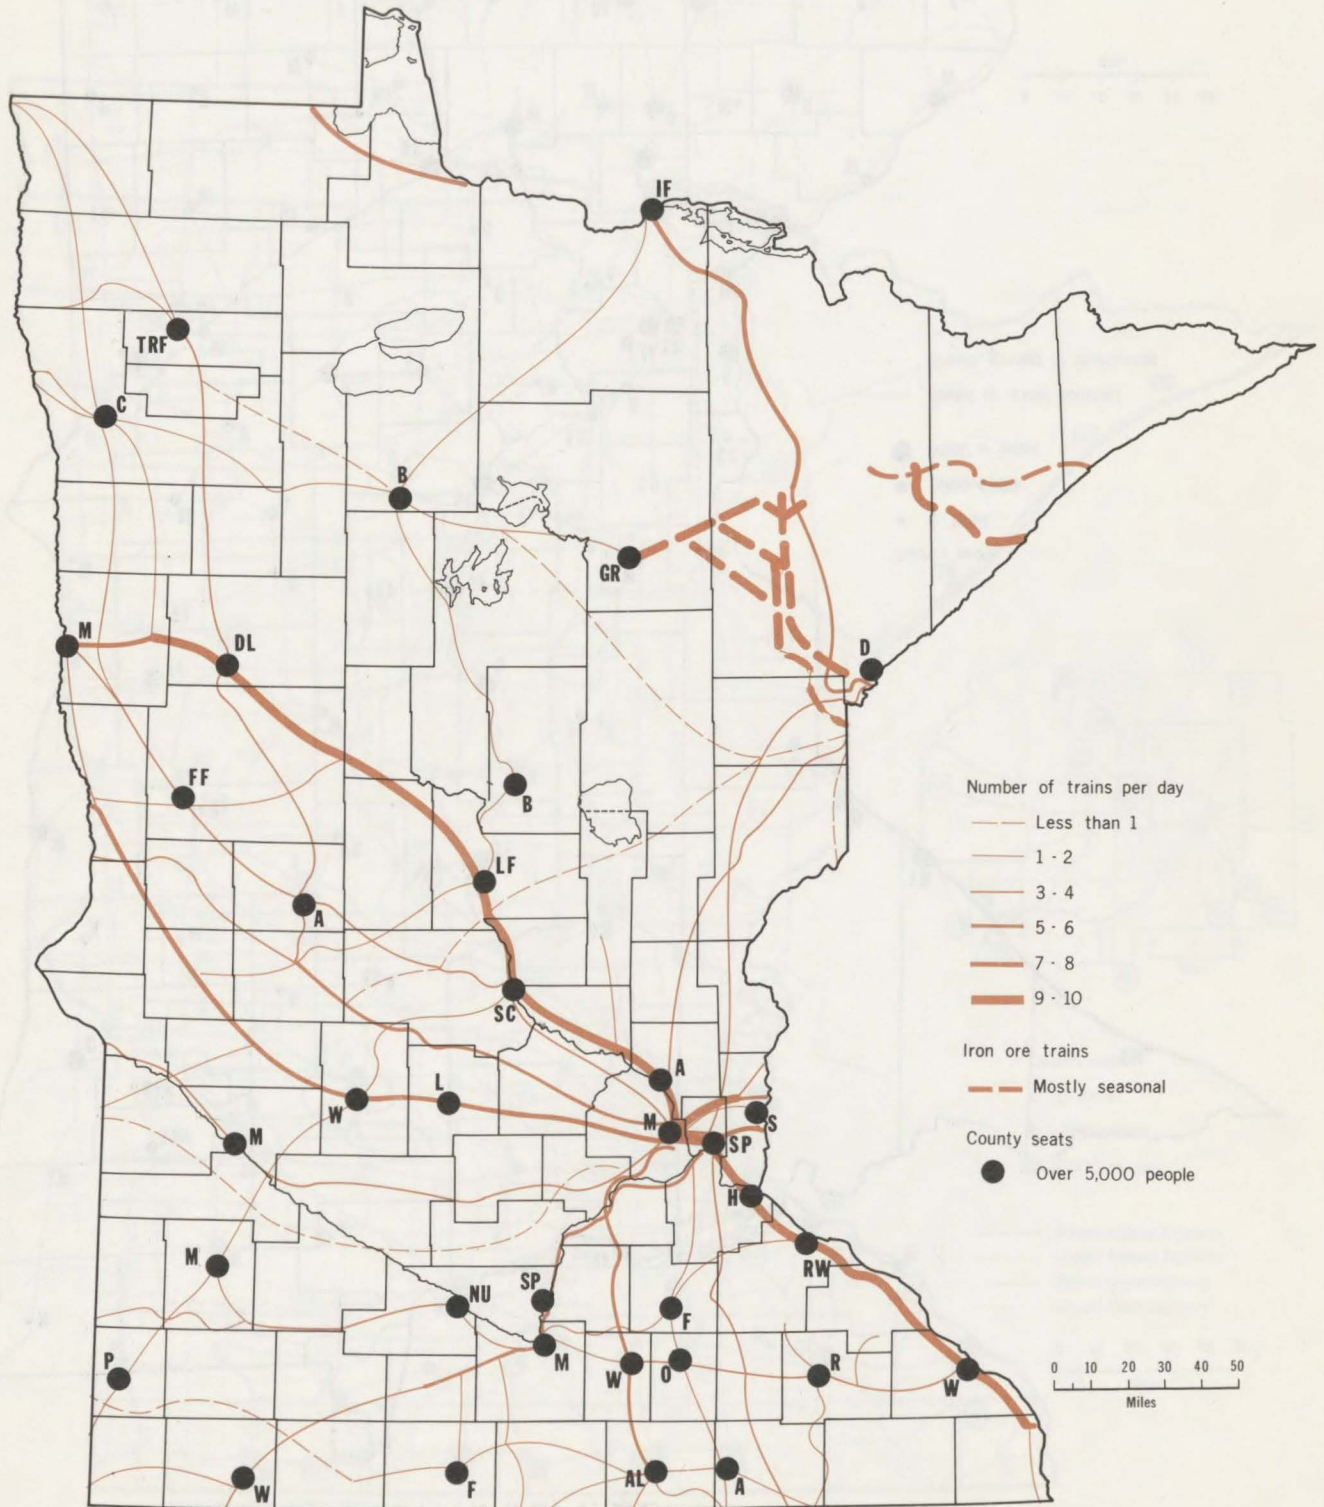 IF
TRF
C
B
GR
M
DL
D
FF
B
LF
A
SC
A
L
W
M
S
M
SP
H
M
RW
SP
NU
F
M
P
W
O
R
W
W
F
AL
A
Number of trains per day
Less than 1
1 - 2
3 - 4
5 - 6
7 - 8
9 - 10
Iron ore trains
Mostly seasonal
County seats
Over 5,000 people
0 10 20 30 40 50
Miles